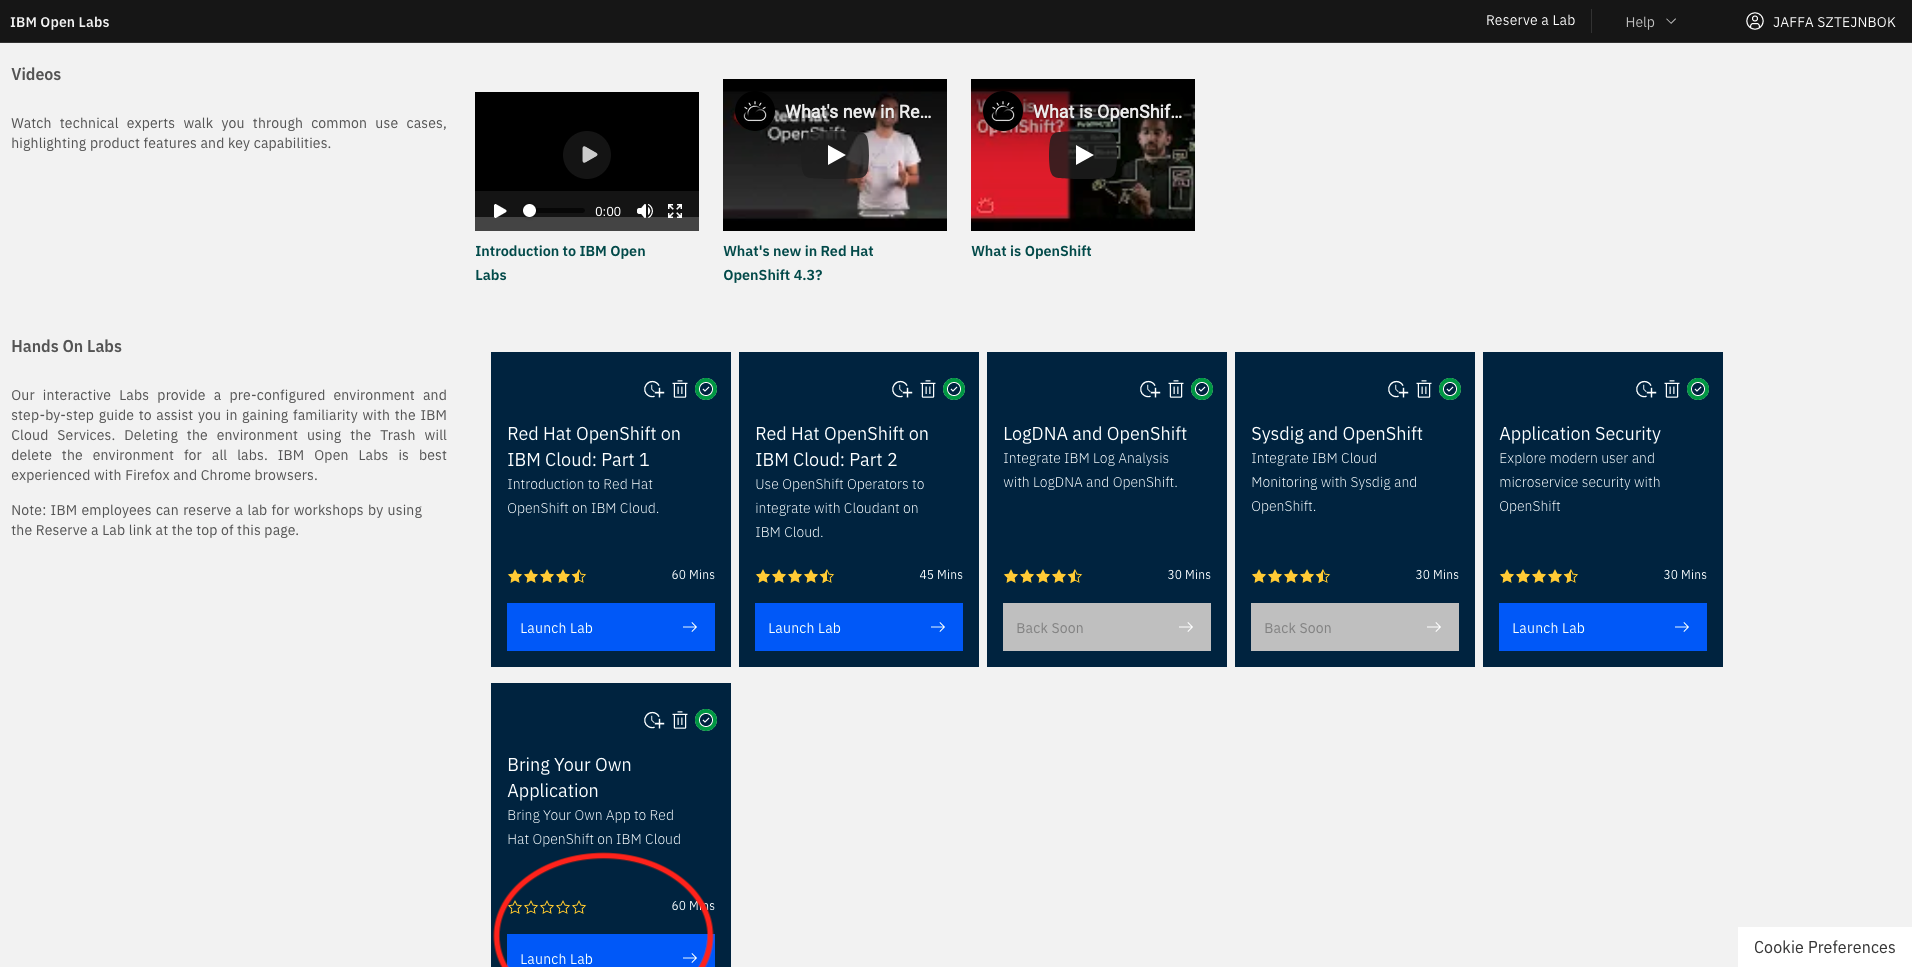 IBM Open Labs
Reserve a Lab
Help
JAFFA SZTEJNBOK
Videos
Watch technical experts walk you through common use cases,
highlighting product features and key capabilities.
0:00
What's new in Re...
Red Hat
OpenShift
What is OpenShif...
What is
OpenShift?
Introduction to IBM Open
Labs
What's new in Red Hat
OpenShift 4.3?
What is OpenShift
Hands On Labs
Our interactive Labs provide a pre-configured environment and
step-by-step guide to assist you in gaining familiarity with the IBM
Cloud Services. Deleting the environment using the Trash will
delete the environment for all labs. IBM Open Labs is best
experienced with Firefox and Chrome browsers.
Note: IBM employees can reserve a lab for workshops by using
the Reserve a Lab link at the top of this page.
Red Hat OpenShift on
IBM Cloud: Part 1
Introduction to Red Hat
OpenShift on IBM Cloud.
60 Mins
Launch Lab
Red Hat OpenShift on
IBM Cloud: Part 2
Use OpenShift Operators to
integrate with Cloudant on
IBM Cloud.
45 Mins
Launch Lab
LogDNA and OpenShift
Integrate IBM Log Analysis
with LogDNA and OpenShift.
30 Mins
Back Soon
Sysdig and OpenShift
Integrate IBM Cloud
Monitoring with Sysdig and
OpenShift.
30 Mins
Back Soon
Application Security
Explore modern user and
microservice security with
OpenShift
30 Mins
Launch Lab
Bring Your Own
Application
Bring Your Own App to Red
Hat OpenShift on IBM Cloud
60 Mins
Launch Lab
Cookie Preferences